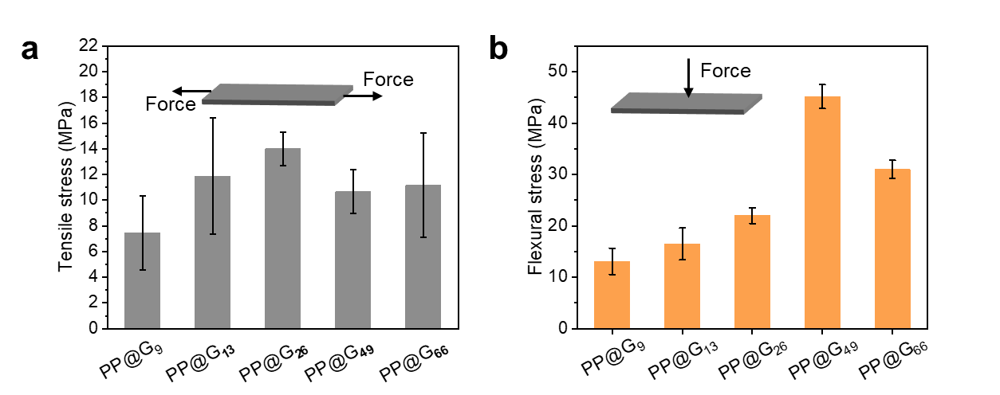 a
Tensile stress (MPa)
22
20
18
16
14
12
10
8
6
4
2
0
Force
Force
PP@G₉
PP@G₁₃
PP@G₂₆
PP@G₄₉
PP@G₆₆
b
Flexural stress (MPa)
50
40
30
20
10
0
Force
PP@G₉
PP@G₁₃
PP@G₂₆
PP@G₄₉
PP@G₆₆